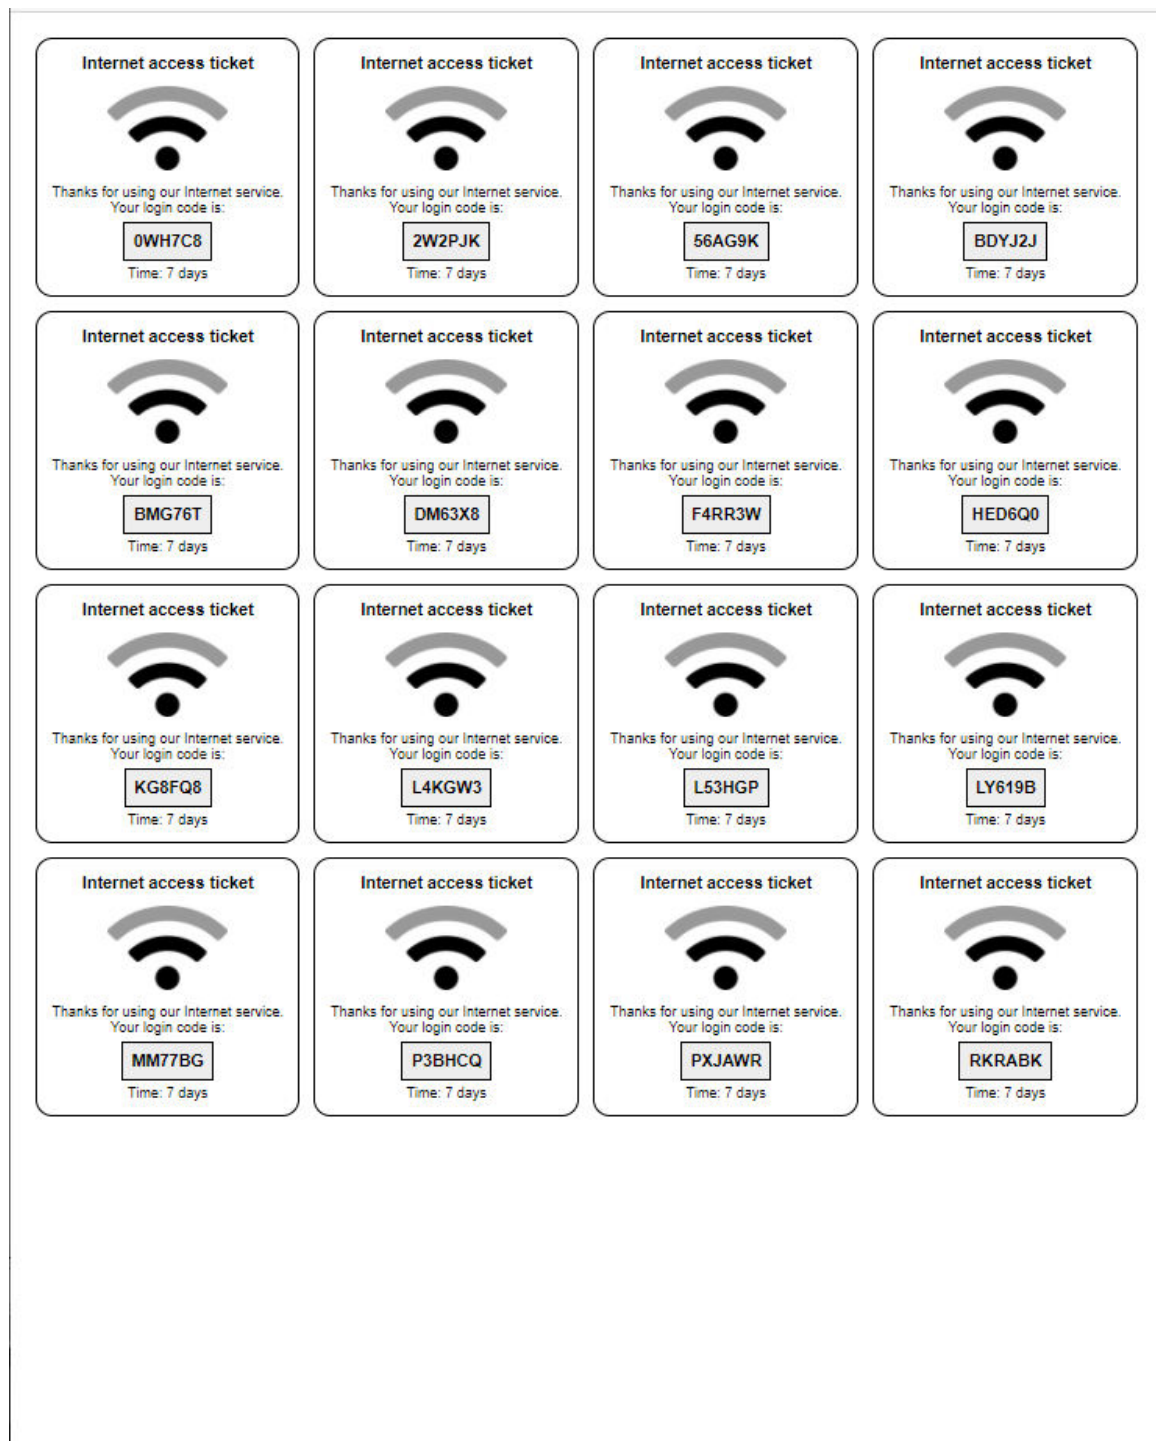 Internet access ticket
Thanks for using our Internet service.
Your login code is:
0WH7C8
Time: 7 days
Internet access ticket
Thanks for using our Internet service.
Your login code is:
2W2PJK
Time: 7 days
Internet access ticket
Thanks for using our Internet service.
Your login code is:
56AG9K
Time: 7 days
Internet access ticket
Thanks for using our Internet service.
Your login code is:
BDYJ2J
Time: 7 days
Internet access ticket
Thanks for using our Internet service.
Your login code is:
BMG76T
Time: 7 days
Internet access ticket
Thanks for using our Internet service.
Your login code is:
DM63X8
Time: 7 days
Internet access ticket
Thanks for using our Internet service.
Your login code is:
F4RR3W
Time: 7 days
Internet access ticket
Thanks for using our Internet service.
Your login code is:
HED6Q0
Time: 7 days
Internet access ticket
Thanks for using our Internet service.
Your login code is:
KG8FQ8
Time: 7 days
Internet access ticket
Thanks for using our Internet service.
Your login code is:
L4KGW3
Time: 7 days
Internet access ticket
Thanks for using our Internet service.
Your login code is:
L53HGP
Time: 7 days
Internet access ticket
Thanks for using our Internet service.
Your login code is:
LY619B
Time: 7 days
Internet access ticket
Thanks for using our Internet service.
Your login code is:
MM77BG
Time: 7 days
Internet access ticket
Thanks for using our Internet service.
Your login code is:
P3BHCQ
Time: 7 days
Internet access ticket
Thanks for using our Internet service.
Your login code is:
PXJAWR
Time: 7 days
Internet access ticket
Thanks for using our Internet service.
Your login code is:
RKRABK
Time: 7 days